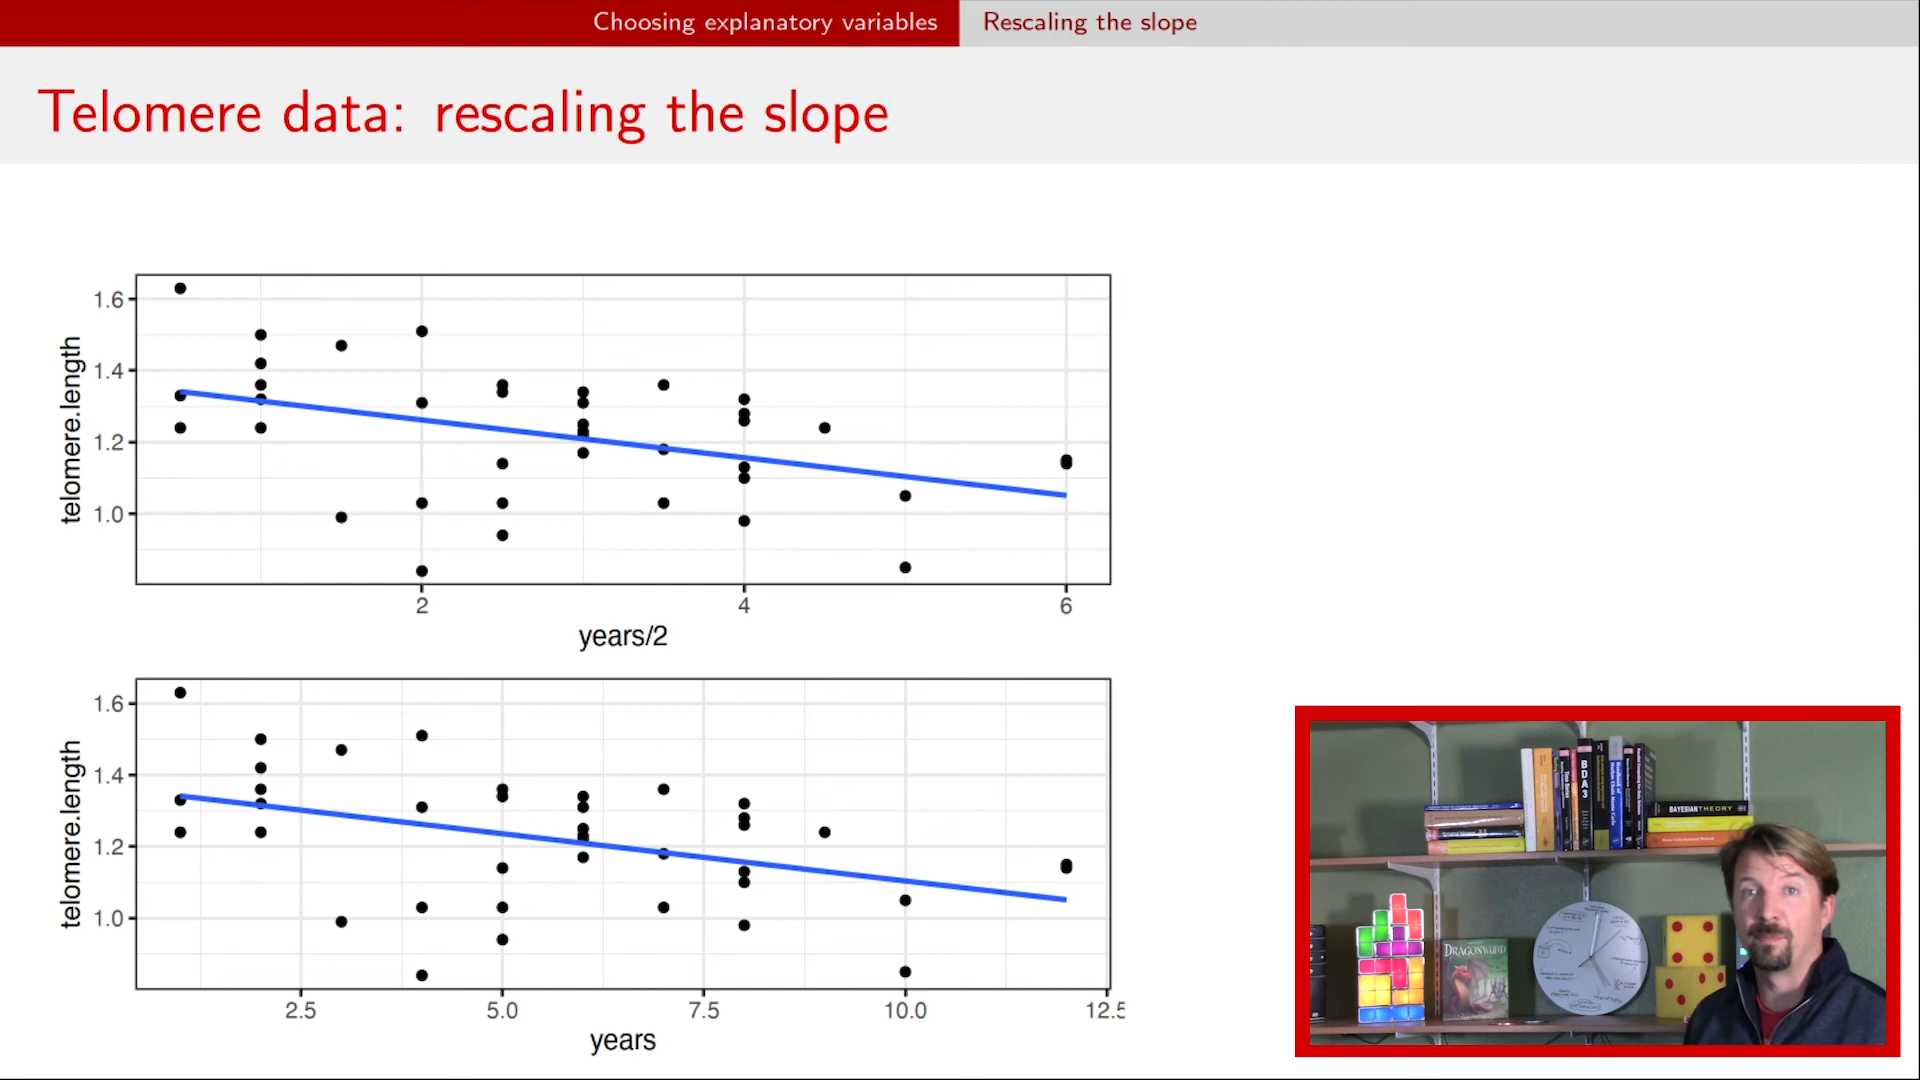 Choosing explanatory variables
Rescaling the slope
Telomere data: rescaling the slope
1.6
1.4
1.2
1.0
telomere.length
2
4
6
years/2
1.6
1.4
1.2
1.0
telomere.length
2.5
5.0
7.5
10.0
12.5
years
BDA3
BAYESIAN THEORY
DRAGONWOOD